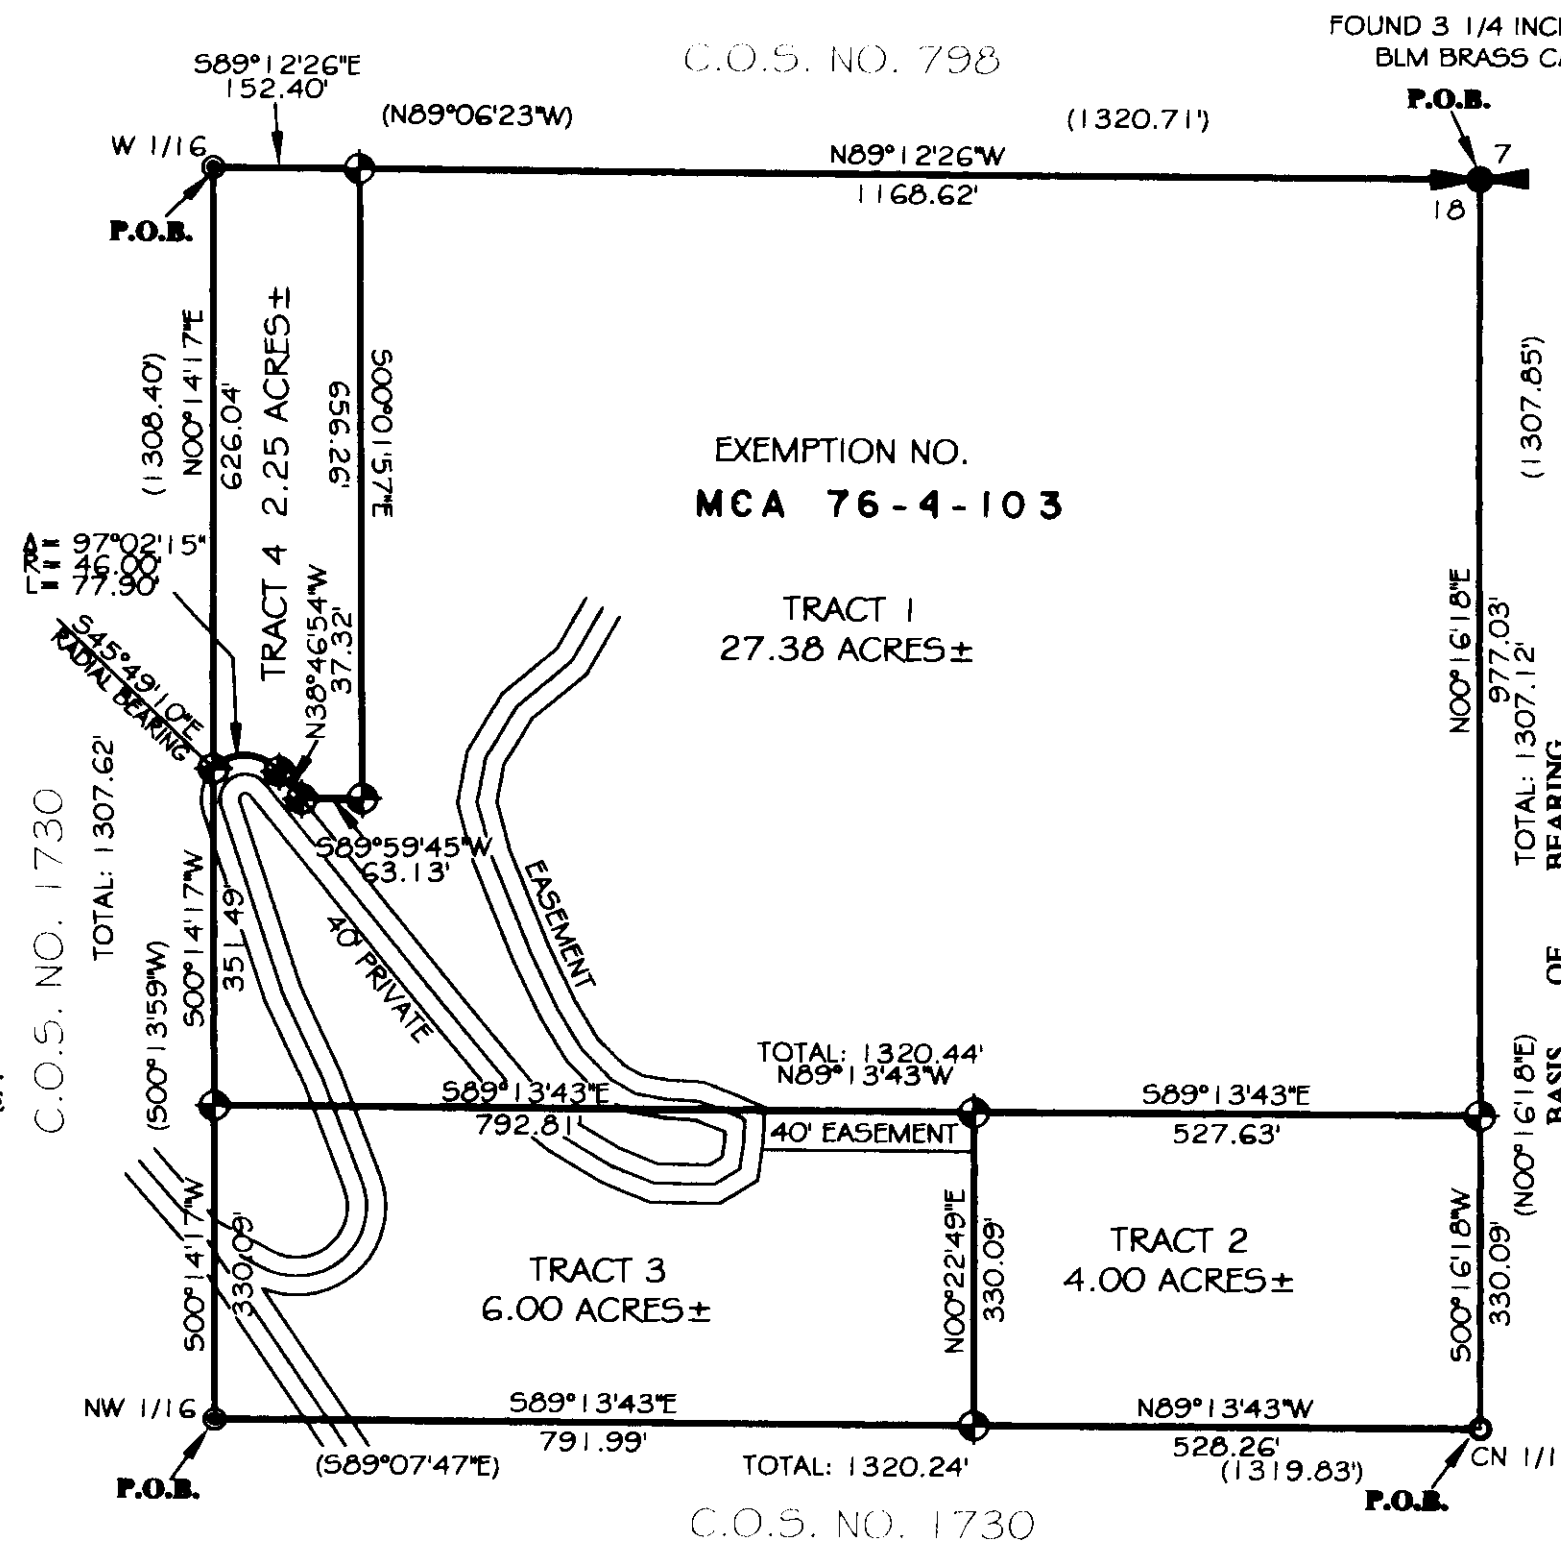 FOUND 3 1/4 INC
BLM BRASS CA
P.O.B.
C.O.S. NO. 798
S89°12'26"E
152.40'
(N89°06'23"W)
(1320.71')
W 1/16
N89°12'26"W
1168.62'
7
18
P.O.B.
(1308.40')
N00°14'17"E
626.04'
TRACT 4 2.25 ACRES±
S00°01'57"E
656.26'
(1307.85')
EXEMPTION NO.
MCA 76-4-103
Δ= 97°02'15"
R= 46.00'
L= 77.90'
TRACT 1
27.38 ACRES±
N38°46'54"W
37.32'
S45°49'10"E
RADIAL BEARING
N00°16'18"E
977.03'
TOTAL: 1307.12'
BASIS OF BEARING
(N00°16'18"E)
C.O.S. NO. 1730
TOTAL: 1307.62'
S89°59'45"W
63.13'
S00°14'17"W
351.49'
(S00°13'59"W)
40' PRIVATE
EASEMENT
TOTAL: 1320.44'
N89°13'43"W
S89°13'43"E
792.81'
S89°13'43"E
527.63'
40' EASEMENT
S00°14'17"W
330.09'
N00°22'49"E
330.09'
S00°16'18"W
330.09'
TRACT 2
4.00 ACRES±
TRACT 3
6.00 ACRES±
NW 1/16
S89°13'43"E
791.99'
N89°13'43"W
528.26'
(S89°07'47"E)
TOTAL: 1320.24'
(1319.83')
CN 1/1
P.O.B.
P.O.B.
C.O.S. NO. 1730